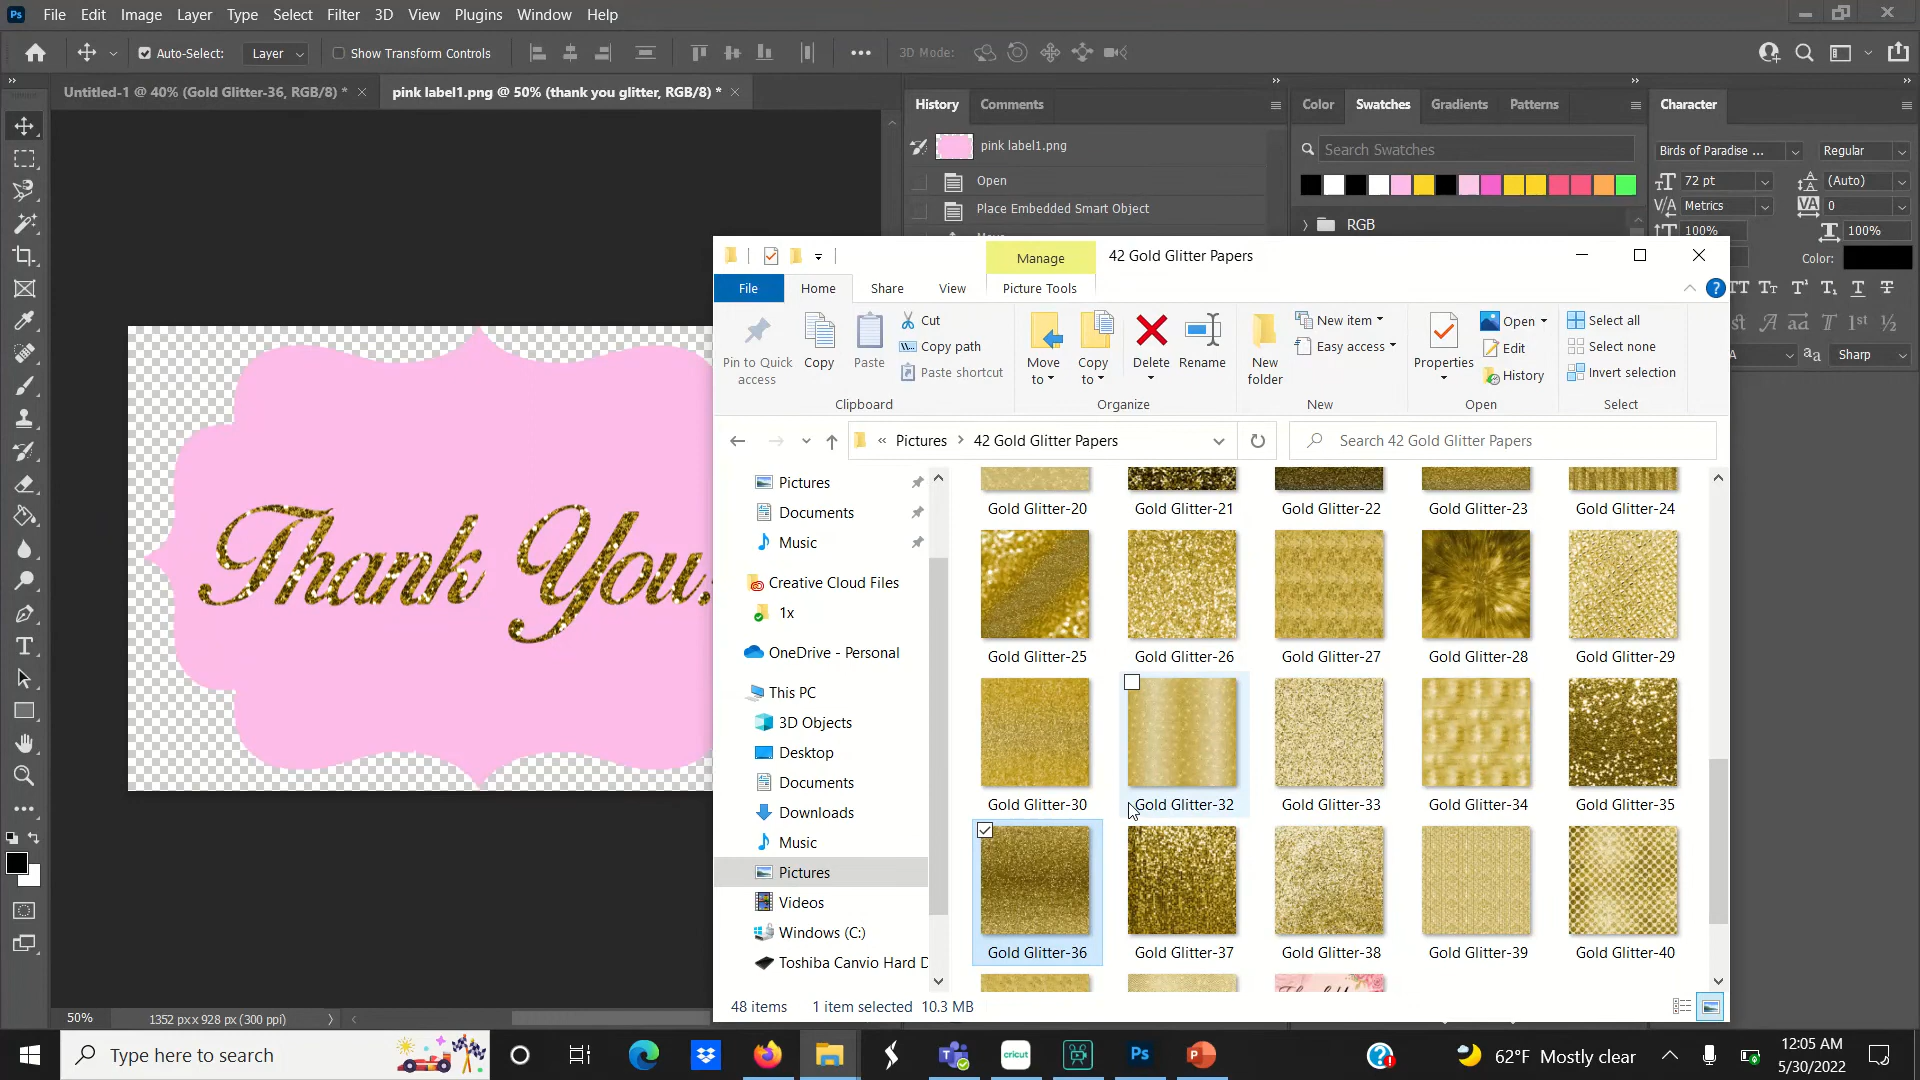 Ps File Edit Image Layer Type Select Filter 3D View Plugins Window Help
Auto-Select: Layer Show Transform Controls 3D Mode:
Untitled-1 @ 40% (Gold Glitter-36, RGB/8) *
pink label1.png @ 50% (thank you glitter, RGB/8) *
History Comments
pink label1.png
Open
Place Embedded Smart Object
Color Swatches Gradients Patterns
Search Swatches
RGB
Character
Birds of Paradise ... Regular
72 pt (Auto)
Metrics 0
100% 100%
Color:
Sharp
Thank You
Manage 42 Gold Glitter Papers
File Home Share View Picture Tools
Pin to Quick access
Copy
Paste
Cut
Copy path
Paste shortcut
Clipboard
Move to
Copy to
Delete
Rename
Organize
New folder
New item
Easy access
New
Properties
Open
Edit
History
Open
Select all
Select none
Invert selection
Select
« Pictures > 42 Gold Glitter Papers
Search 42 Gold Glitter Papers
Pictures
Documents
Music
Creative Cloud Files
1x
OneDrive - Personal
This PC
3D Objects
Desktop
Documents
Downloads
Music
Pictures
Videos
Windows (C:)
Toshiba Canvio Hard D
Gold Glitter-20 Gold Glitter-21 Gold Glitter-22 Gold Glitter-23 Gold Glitter-24
Gold Glitter-25 Gold Glitter-26 Gold Glitter-27 Gold Glitter-28 Gold Glitter-29
Gold Glitter-30 Gold Glitter-32 Gold Glitter-33 Gold Glitter-34 Gold Glitter-35
Gold Glitter-36 Gold Glitter-37 Gold Glitter-38 Gold Glitter-39 Gold Glitter-40
48 items 1 item selected 10.3 MB
50% 1352 px x 928 px (300 ppi)
Type here to search
cricut
Ps
62°F Mostly clear
12:05 AM
5/30/2022